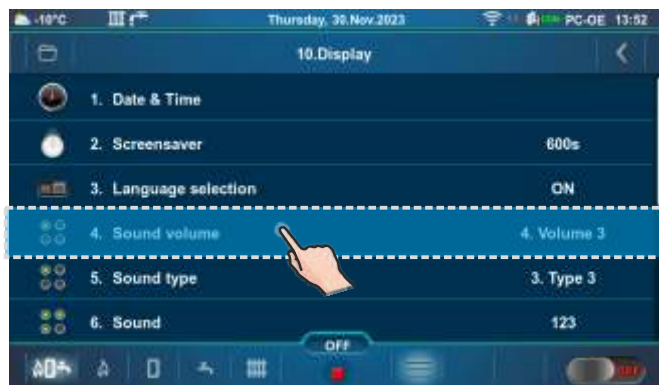 -10°C Thursday, 30.Nov.2023 PC-OE 13:52
10.Display
1. Date & Time
2. Screensaver 600s
3. Language selection ON
4. Sound volume 4. Volume 3
5. Sound type 3. Type 3
6. Sound 123
OFF
OFF